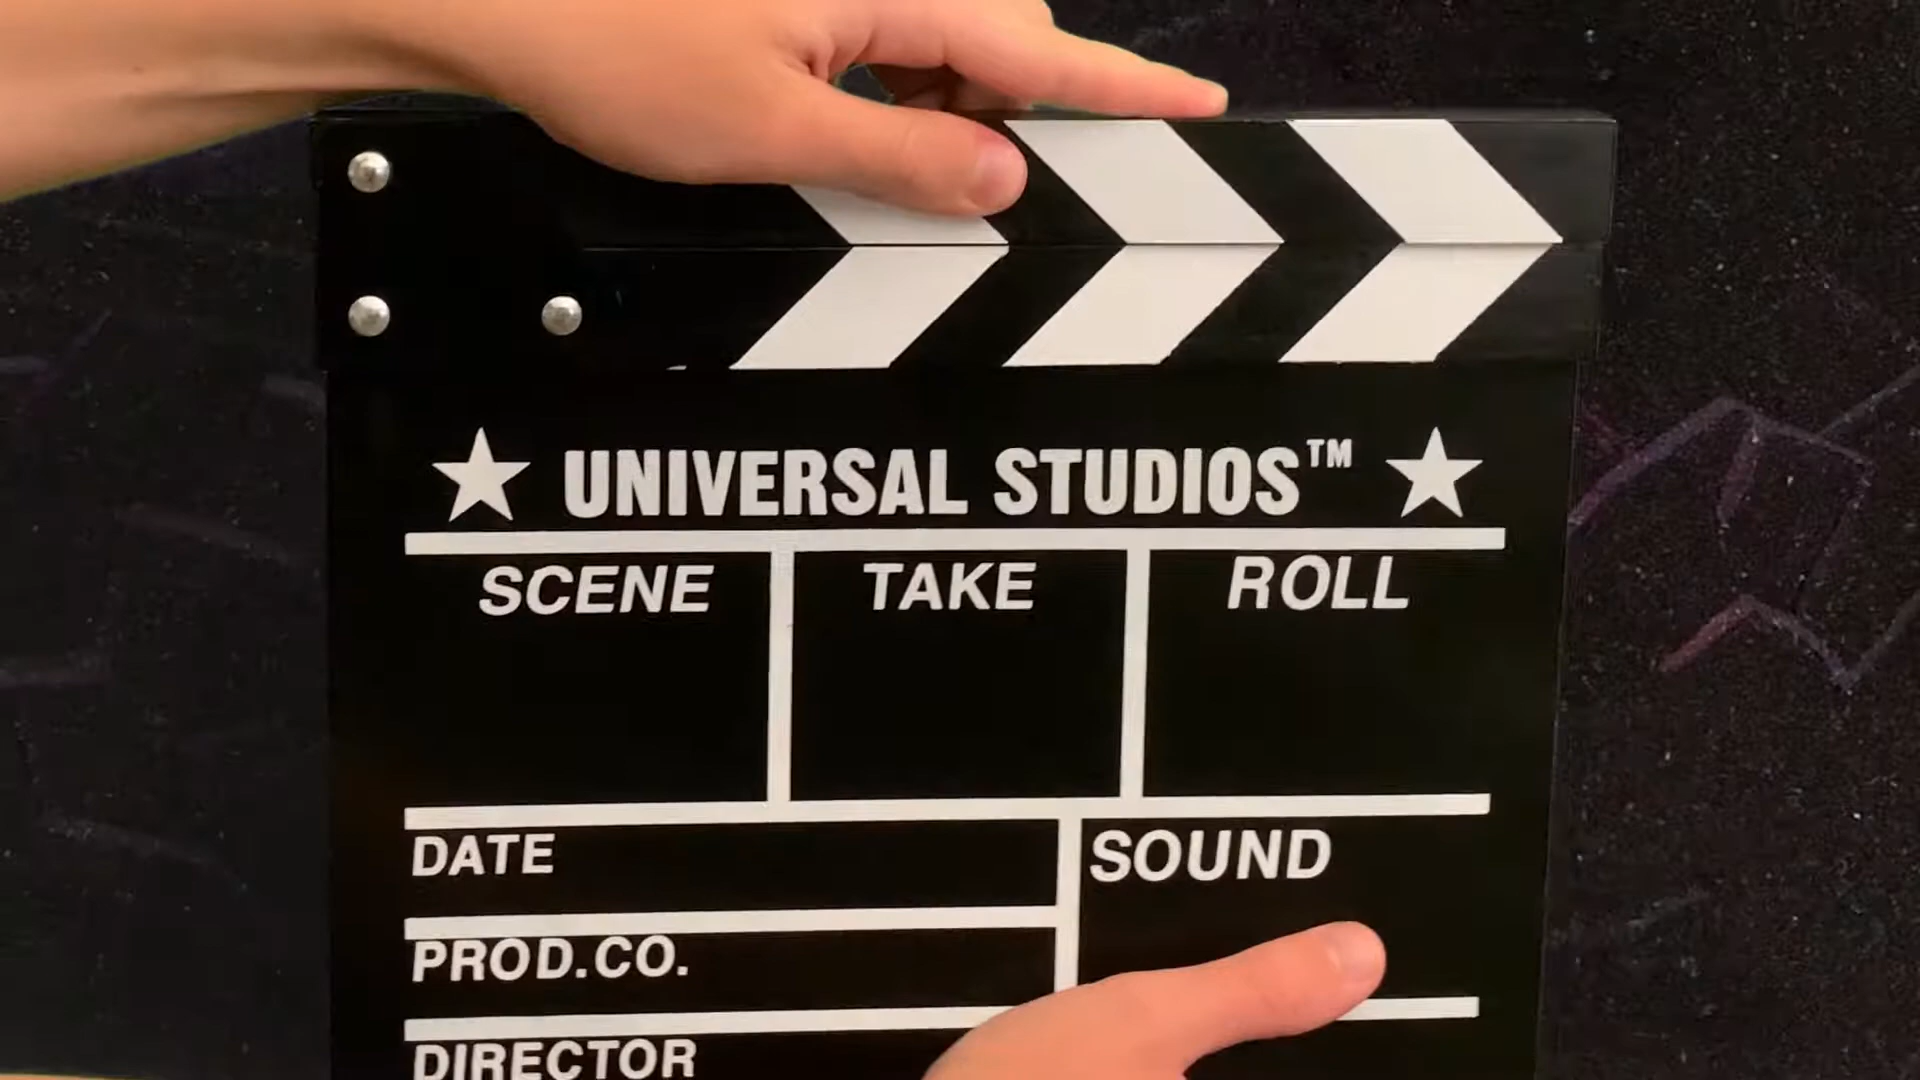 UNIVERSAL STUDIOS™
SCENE TAKE ROLL
DATE SOUND
PROD.CO.
DIRECTOR